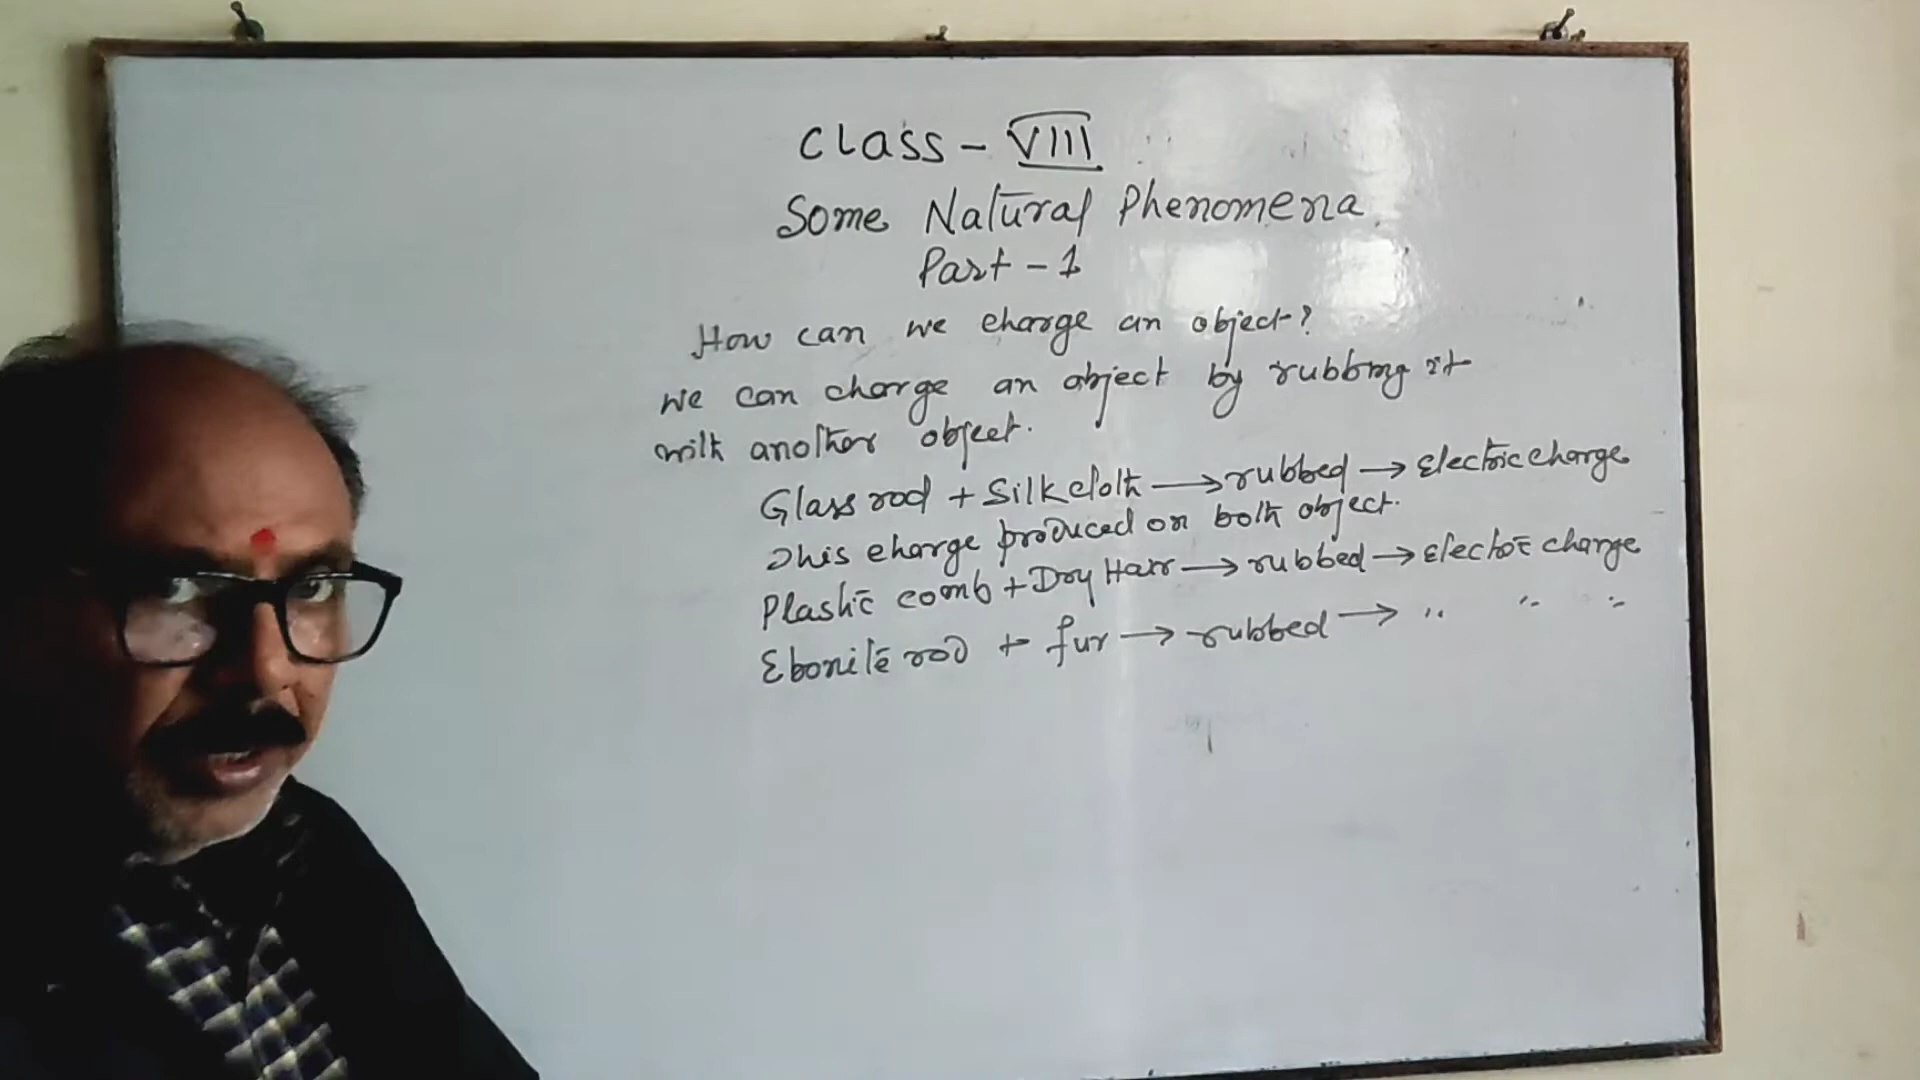 Class - VIII
Some Natural Phenomena
Part - 1
How can we charge an object?
we can charge an object by rubbing it
with another object.
Glass rod + Silk cloth → rubbed → Electric charge
This charge produced on both object.
Plastic comb + Dry Hair → rubbed → Electric charge
Ebonite rod + fur → rubbed → " " "